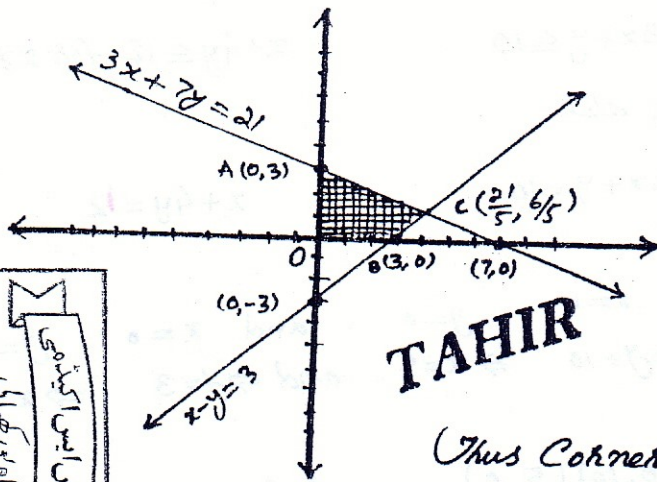 3x + 7y = 21
A (0,3)
C (21/5, 6/5)
0
B (3,0)
(7,0)
(0,-3)
x-y=3
TAHIR
Thus Corner